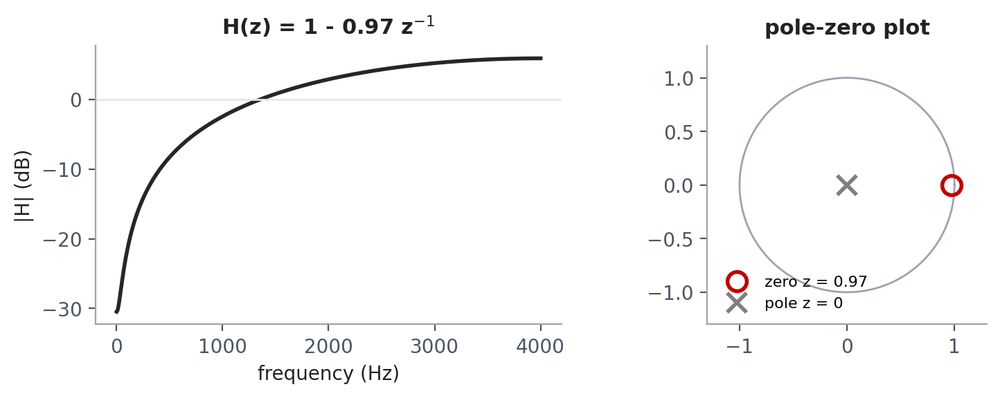 H(z) = 1 - 0.97 z⁻¹
|H| (dB)
0
−10
−20
−30
0 1000 2000 3000 4000
frequency (Hz)
pole-zero plot
1.0
0.5
0.0
−0.5
−1.0
zero z = 0.97
pole z = 0
−1 0 1